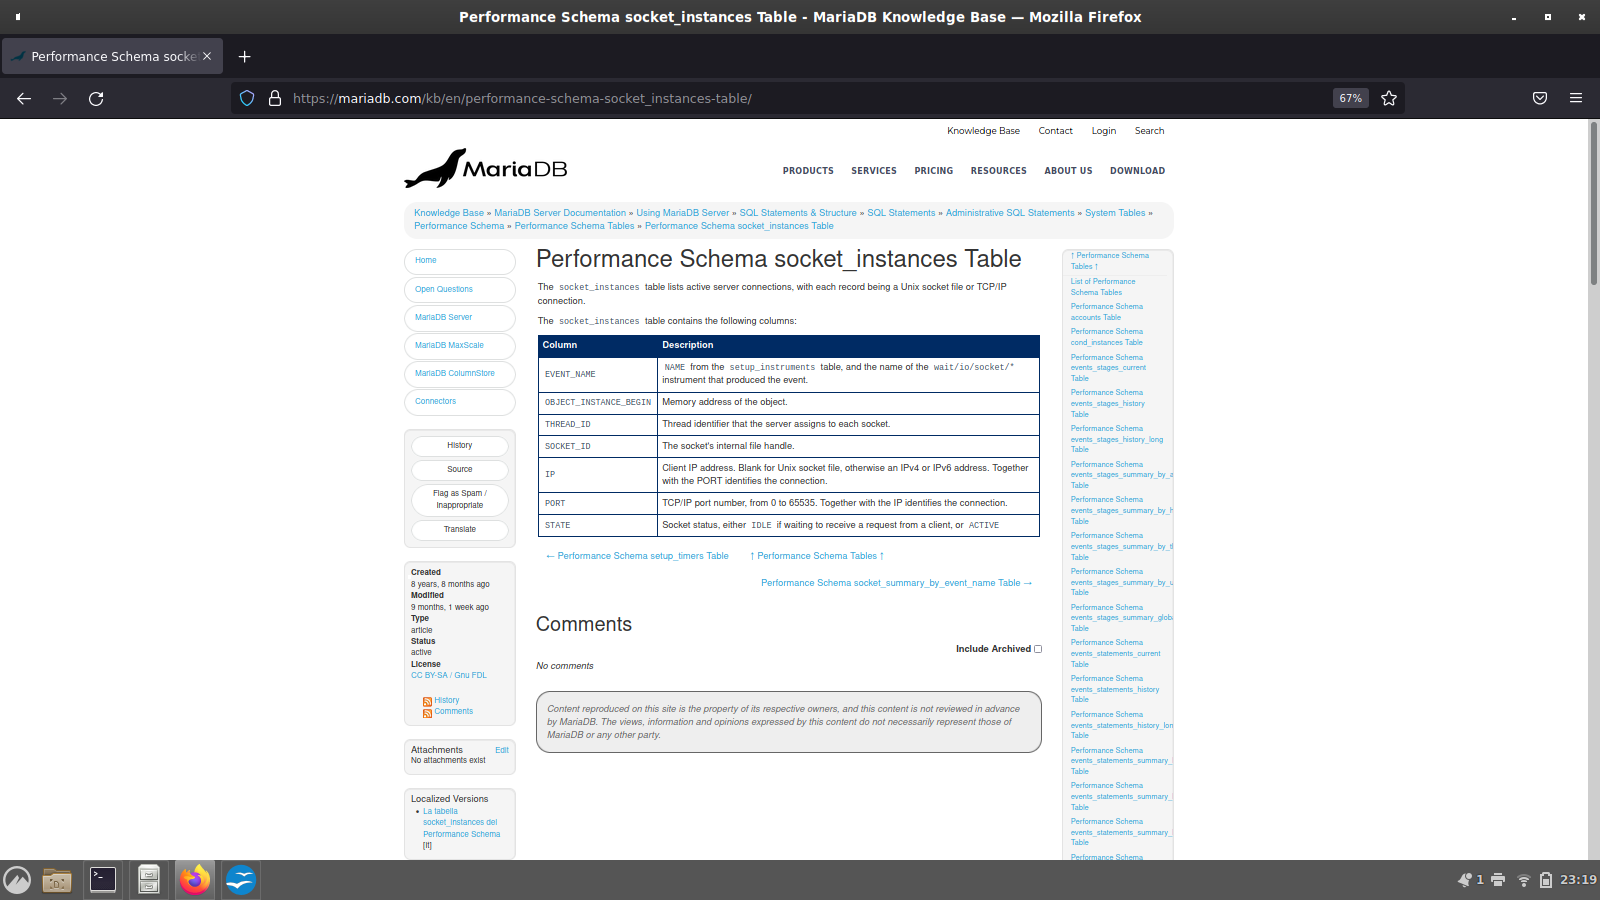 Performance Schema socket_instances Table - MariaDB Knowledge Base — Mozilla Firefox
Performance Schema socke
https://mariadb.com/kb/en/performance-schema-socket_instances-table/
67%
Knowledge Base Contact Login Search
MariaDB
PRODUCTS SERVICES PRICING RESOURCES ABOUT US DOWNLOAD
Knowledge Base » MariaDB Server Documentation » Using MariaDB Server » SQL Statements & Structure » SQL Statements » Administrative SQL Statements » System Tables »
Performance Schema » Performance Schema Tables » Performance Schema socket_instances Table
Home
Open Questions
MariaDB Server
MariaDB MaxScale
MariaDB ColumnStore
Connectors
History
Source
Flag as Spam /
Inappropriate
Translate
Created
8 years, 8 months ago
Modified
9 months, 1 week ago
Type
article
Status
active
License
CC BY-SA / Gnu FDL
History
Comments
Attachments Edit
No attachments exist
Localized Versions
• La tabella
socket_instances del
Performance Schema
[it]
Performance Schema socket_instances Table
The socket_instances table lists active server connections, with each record being a Unix socket file or TCP/IP
connection.
The socket_instances table contains the following columns:
Column Description
EVENT_NAME
NAME from the setup_instruments table, and the name of the wait/io/socket/*
instrument that produced the event.
OBJECT_INSTANCE_BEGIN Memory address of the object.
THREAD_ID Thread identifier that the server assigns to each socket.
SOCKET_ID The socket's internal file handle.
IP
Client IP address. Blank for Unix socket file, otherwise an IPv4 or IPv6 address. Together
with the PORT identifies the connection.
PORT TCP/IP port number, from 0 to 65535. Together with the IP identifies the connection.
STATE Socket status, either IDLE if waiting to receive a request from a client, or ACTIVE
← Performance Schema setup_timers Table ↑ Performance Schema Tables ↑
Performance Schema socket_summary_by_event_name Table →
Comments
Include Archived
No comments
Content reproduced on this site is the property of its respective owners, and this content is not reviewed in advance
by MariaDB. The views, information and opinions expressed by this content do not necessarily represent those of
MariaDB or any other party.
↑ Performance Schema
Tables ↑
List of Performance
Schema Tables
Performance Schema
accounts Table
Performance Schema
cond_instances Table
Performance Schema
events_stages_current
Table
Performance Schema
events_stages_history
Table
Performance Schema
events_stages_history_long
Table
Performance Schema
events_stages_summary_by_a
Table
Performance Schema
events_stages_summary_by_h
Table
Performance Schema
events_stages_summary_by_t
Table
Performance Schema
events_stages_summary_by_u
Table
Performance Schema
events_stages_summary_glob
Table
Performance Schema
events_statements_current
Table
Performance Schema
events_statements_history
Table
Performance Schema
events_statements_history_lon
Table
Performance Schema
events_statements_summary_
Table
Performance Schema
events_statements_summary_
Table
Performance Schema
events_statements_summary_
Table
Performance Schema
1
23:19